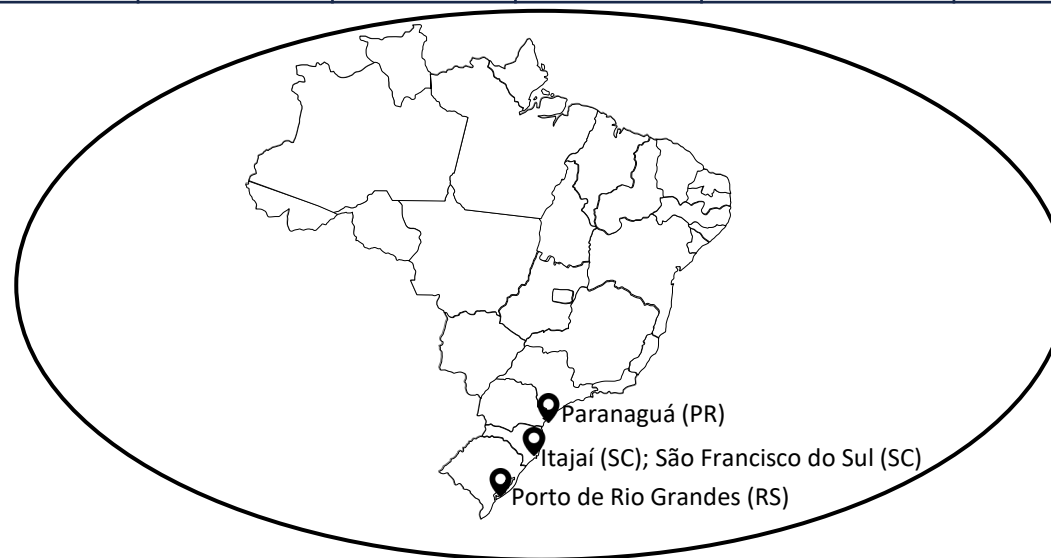 Paranaguá (PR)
Itajaí (SC); São Francisco do Sul (SC)
Porto de Rio Grandes (RS)